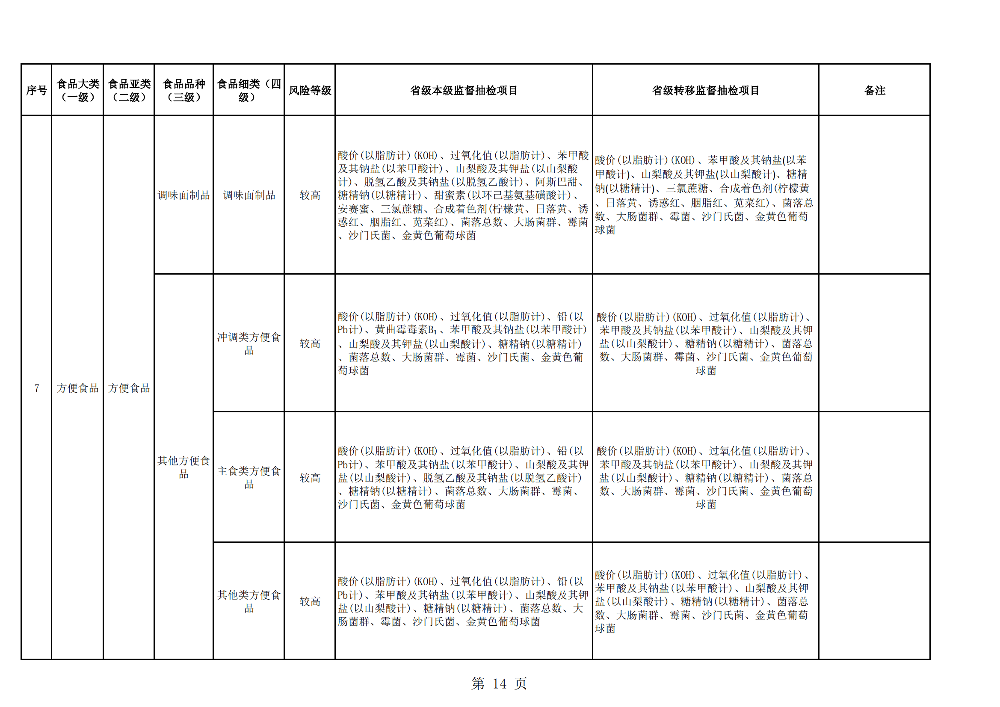 序号
食品大类
（一级）
食品亚类
（二级）
食品品种
（三级）
食品细类（四
级）
风险等级
省级本级监督抽检项目
省级转移监督抽检项目
备注
7
方便食品
方便食品
调味面制品
调味面制品
较高
酸价(以脂肪计)(KOH)、过氧化值(以脂肪计)、苯甲酸
及其钠盐(以苯甲酸计)、山梨酸及其钾盐(以山梨酸
计)、脱氢乙酸及其钠盐(以脱氢乙酸计)、阿斯巴甜、
糖精钠(以糖精计)、甜蜜素(以环己基氨基磺酸计)、
安赛蜜、三氯蔗糖、合成着色剂(柠檬黄、日落黄、诱
惑红、胭脂红、苋菜红)、菌落总数、大肠菌群、霉菌
、沙门氏菌、金黄色葡萄球菌
酸价(以脂肪计)(KOH)、苯甲酸及其钠盐(以苯
甲酸计)、山梨酸及其钾盐(以山梨酸计)、糖精
钠(以糖精计)、三氯蔗糖、合成着色剂(柠檬黄
、日落黄、诱惑红、胭脂红、苋菜红)、菌落总
数、大肠菌群、霉菌、沙门氏菌、金黄色葡萄
球菌
其他方便食
品
冲调类方便食
品
较高
酸价(以脂肪计)(KOH)、过氧化值(以脂肪计)、铅(以
Pb计)、黄曲霉毒素B₁、苯甲酸及其钠盐(以苯甲酸计)
、山梨酸及其钾盐(以山梨酸计)、糖精钠(以糖精计)
、菌落总数、大肠菌群、霉菌、沙门氏菌、金黄色葡
萄球菌
酸价(以脂肪计)(KOH)、过氧化值(以脂肪计)、
苯甲酸及其钠盐(以苯甲酸计)、山梨酸及其钾
盐(以山梨酸计)、糖精钠(以糖精计)、菌落总
数、大肠菌群、霉菌、沙门氏菌、金黄色葡萄
球菌
主食类方便食
品
较高
酸价(以脂肪计)(KOH)、过氧化值(以脂肪计)、铅(以
Pb计)、苯甲酸及其钠盐(以苯甲酸计)、山梨酸及其钾
盐(以山梨酸计)、脱氢乙酸及其钠盐(以脱氢乙酸计)
、糖精钠(以糖精计)、菌落总数、大肠菌群、霉菌、
沙门氏菌、金黄色葡萄球菌
酸价(以脂肪计)(KOH)、过氧化值(以脂肪计)、
苯甲酸及其钠盐(以苯甲酸计)、山梨酸及其钾
盐(以山梨酸计)、糖精钠(以糖精计)、菌落总
数、大肠菌群、霉菌、沙门氏菌、金黄色葡萄
球菌
其他类方便食
品
较高
酸价(以脂肪计)(KOH)、过氧化值(以脂肪计)、铅(以
Pb计)、苯甲酸及其钠盐(以苯甲酸计)、山梨酸及其钾
盐(以山梨酸计)、糖精钠(以糖精计)、菌落总数、大
肠菌群、霉菌、沙门氏菌、金黄色葡萄球菌
酸价(以脂肪计)(KOH)、过氧化值(以脂肪计)、
苯甲酸及其钠盐(以苯甲酸计)、山梨酸及其钾
盐(以山梨酸计)、糖精钠(以糖精计)、菌落总
数、大肠菌群、霉菌、沙门氏菌、金黄色葡萄
球菌
第 14 页